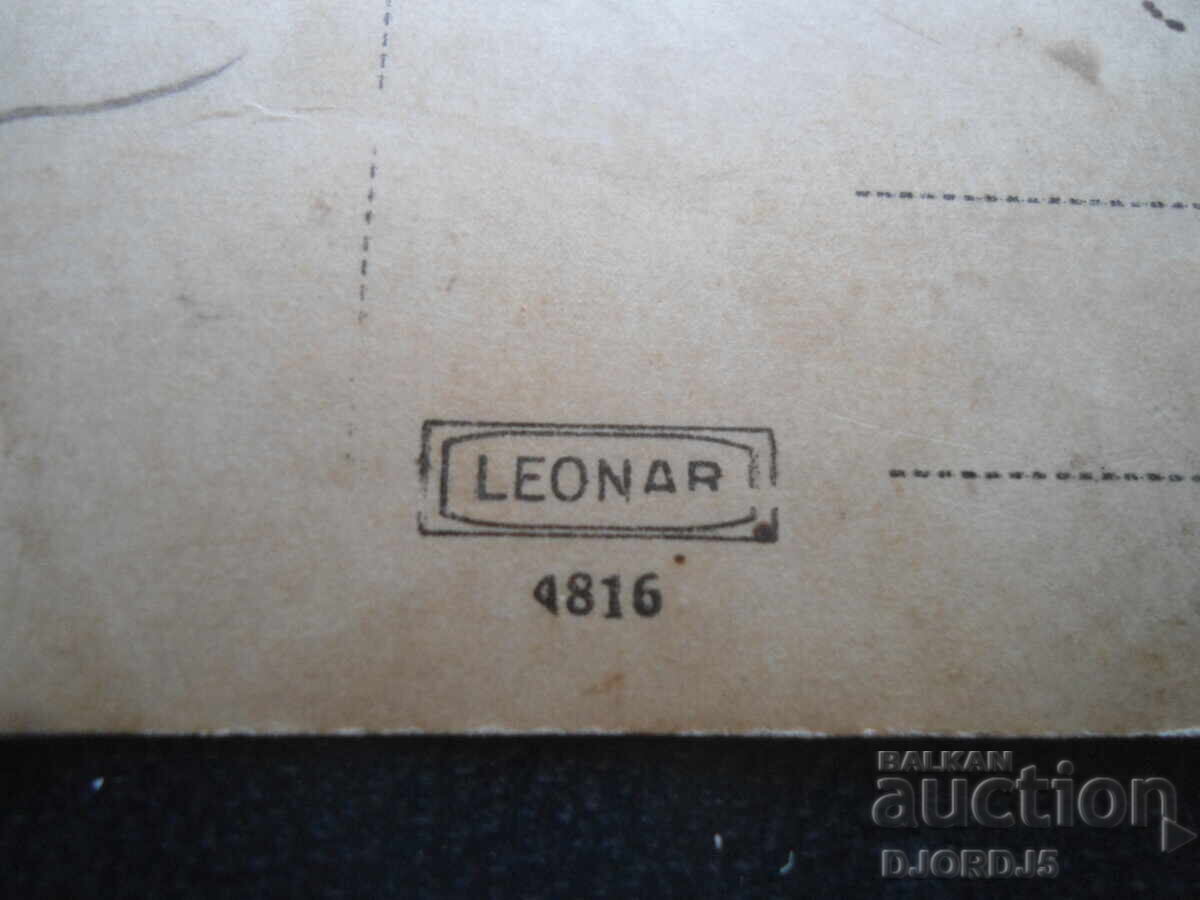 LEONAR
4816
BALKAN
auction
DJORDJ5